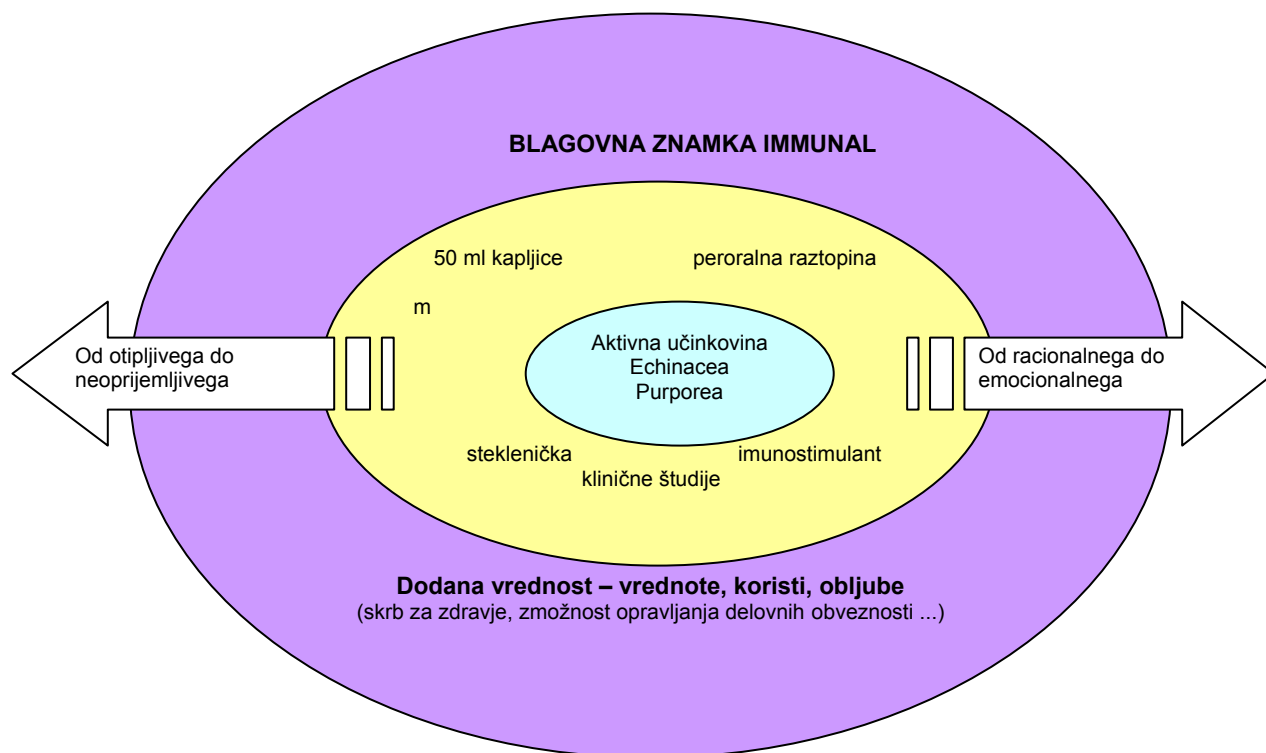 BLAGOVNA ZNAMKA IMMUNAL
50 ml kapljice
peroralna raztopina
m
Od otipljivega do
neoprijemljivega
Aktivna učinkovina
Echinacea
Purporea
Od racionalnega do
emocionalnega
steklenička
imunostimulant
klinične študije
Dodana vrednost – vrednote, koristi, obljube
(skrb za zdravje, zmožnost opravljanja delovnih obveznosti ...)